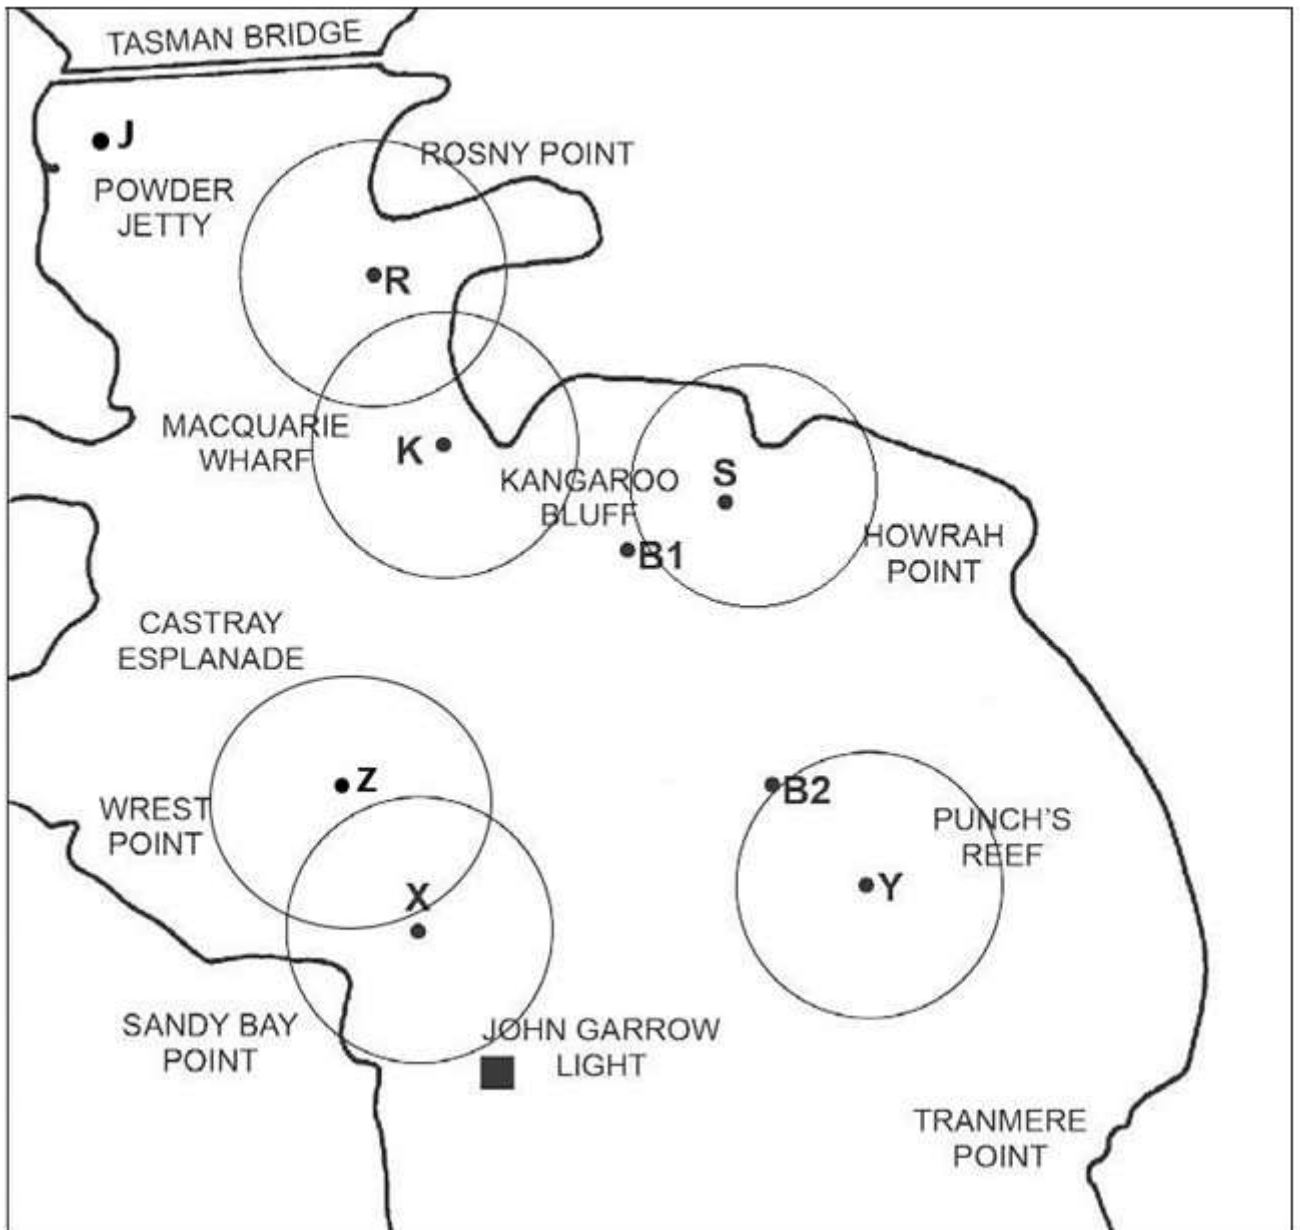 TASMAN BRIDGE
J
ROSNY POINT
POWDER
JETTY
R
MACQUARIE
WHARF
K
KANGAROO
BLUFF
S
B1
HOWRAH
POINT
CASTRAY
ESPLANADE
Z
WREST
POINT
B2
PUNCH'S
REEF
X
Y
SANDY BAY
POINT
JOHN GARROW
LIGHT
TRANMERE
POINT